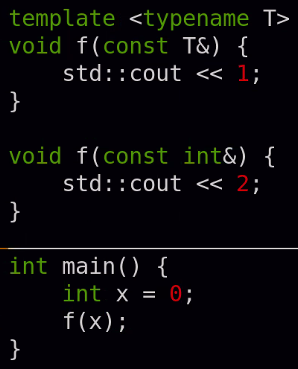 template <typename T>
void f(const T&) {
    std::cout << 1;
}

void f(const int&) {
    std::cout << 2;
}

int main() {
    int x = 0;
    f(x);
}